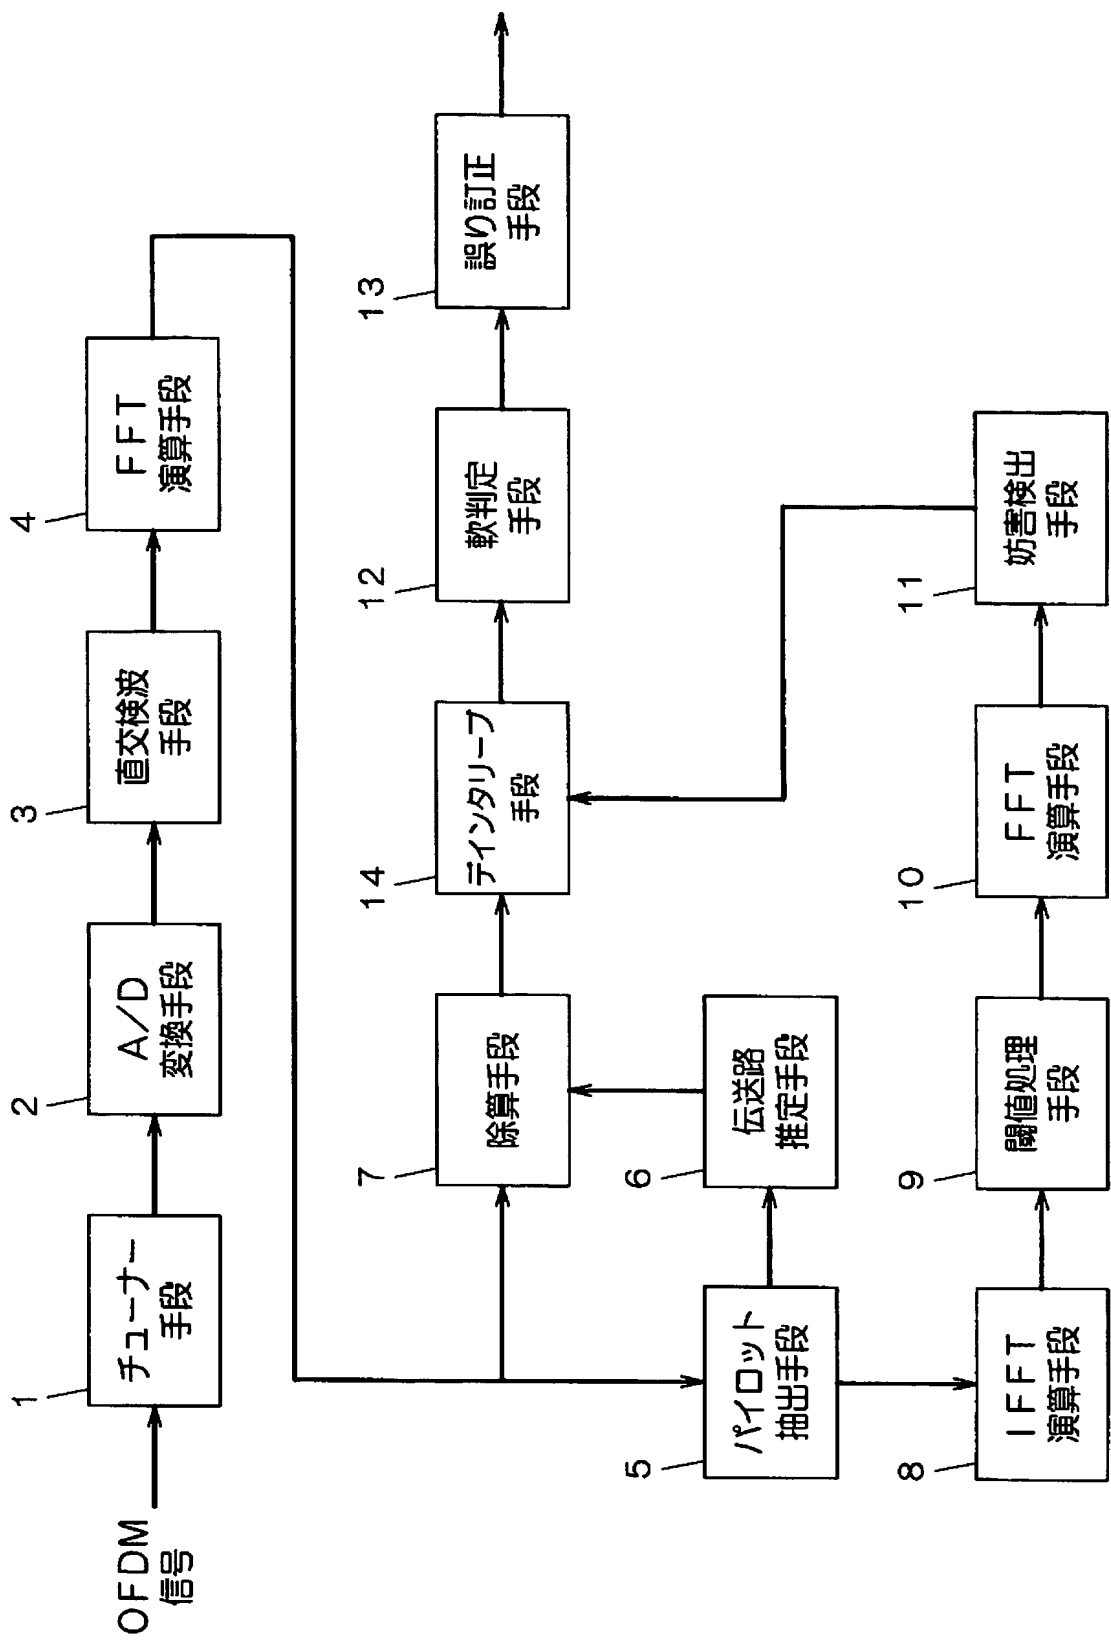 OFDM
信号
1
チューナー
手段
2
A/D
変換手段
3
直交検波
手段
4
FFT
演算手段
7
除算手段
14
デインタリーブ
手段
12
軟判定
手段
13
誤り訂正
手段
5
パイロット
抽出手段
6
伝送路
推定手段
8
IFFT
演算手段
9
閾値処理
手段
10
FFT
演算手段
11
妨害検出
手段